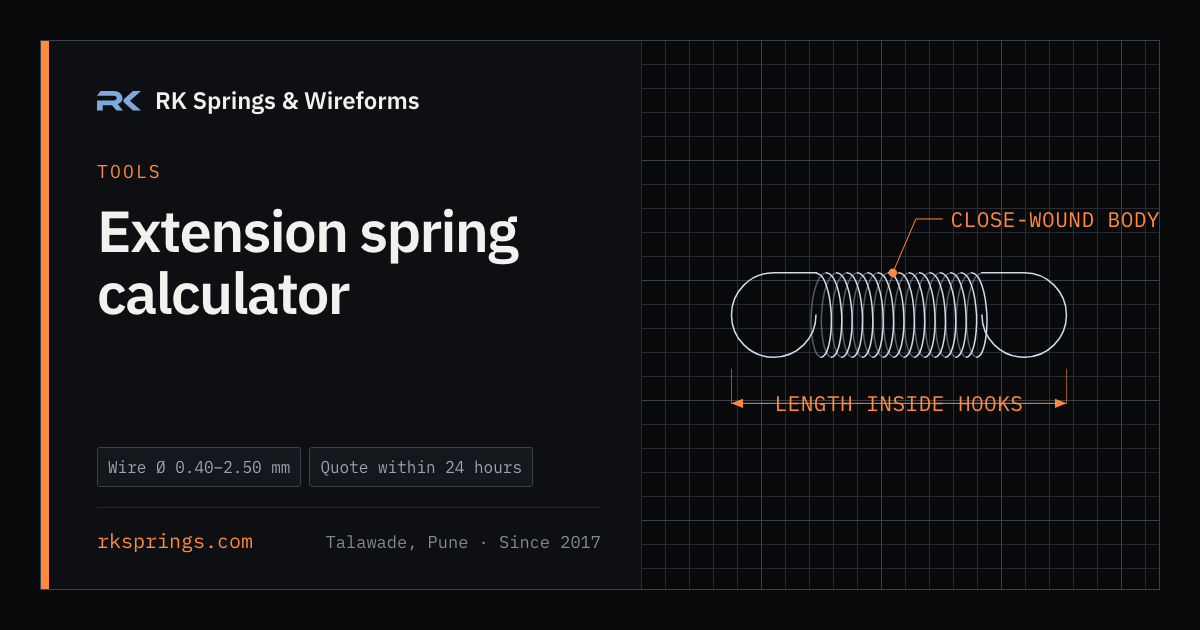 RK RK Springs & Wireforms
TOOLS
Extension spring
calculator
Wire Ø 0.40–2.50 mm
Quote within 24 hours
rksprings.com
Talawade, Pune · Since 2017
CLOSE-WOUND BODY
LENGTH INSIDE HOOKS